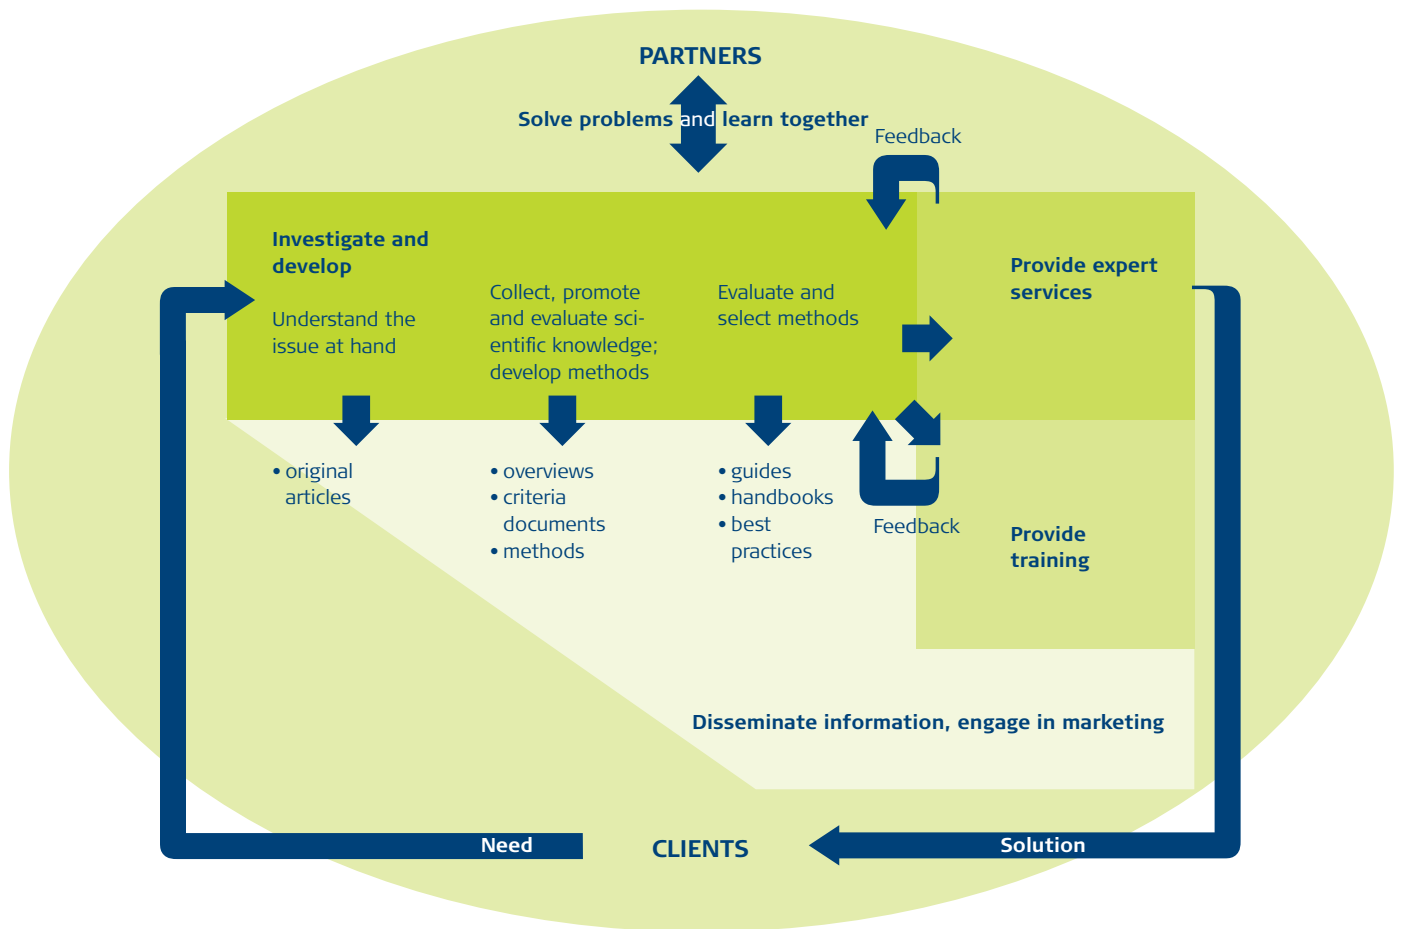 PARTNERS
Solve problems and learn together
Feedback
Investigate and
develop
Understand the
issue at hand
Collect, promote
and evaluate sci-
entific knowledge;
develop methods
Evaluate and
select methods
Provide expert
services
• original
articles
• overviews
• criteria
documents
• methods
• guides
• handbooks
• best
practices
Feedback
Provide
training
Disseminate information, engage in marketing
Need
CLIENTS
Solution